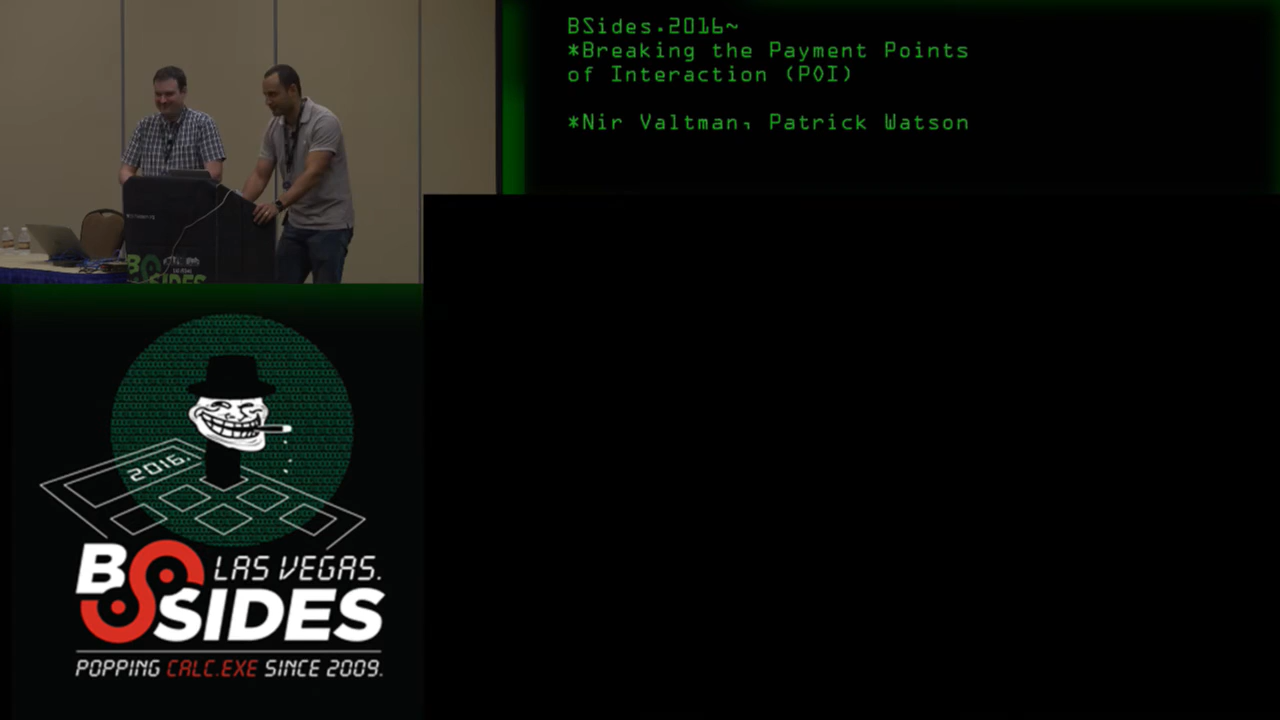 BSides.2016~
*Breaking the Payment Points
of Interaction (POI)
*Nir Valtman, Patrick Watson
BSIDES
2016.
BSIDES LAS VEGAS.
POPPING CALC.EXE SINCE 2009.